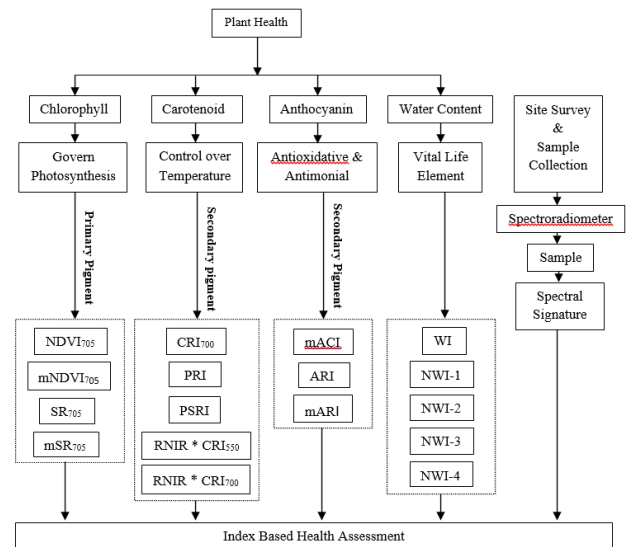 Plant Health
Chlorophyll
Carotenoid
Anthocyanin
Water Content
Site Survey
&
Sample
Collection
Govern
Photosynthesis
Control over
Temperature
Antioxidative &
Antimonial
Vital Life
Element
Spectroradiometer
Sample
Spectral
Signature
Primary Pigment
Secondary pigment
Secondary Pigment
NDVI705
mNDVI705
SR705
mSR705
CRI700
PRI
PSRI
RNIR * CRI550
RNIR * CRI700
mACI
ARI
mARI
WI
NWI-1
NWI-2
NWI-3
NWI-4
Index Based Health Assessment